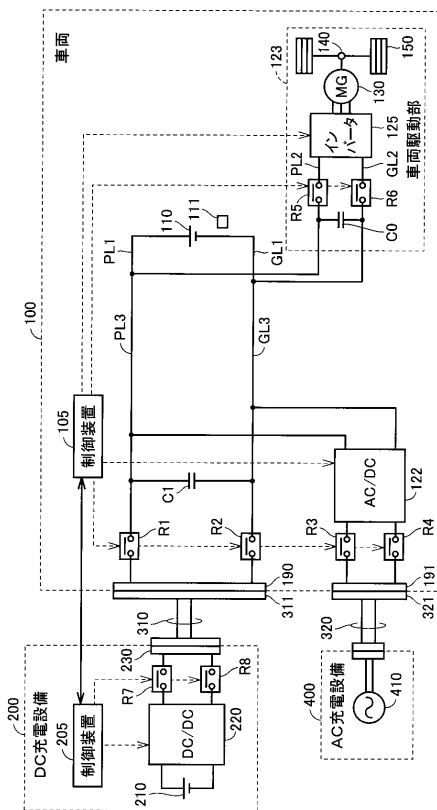 100
車両
123
140
150
MG
130
インバータ
125
車両駆動部
PL2
GL2
R5
R6
C0
111
110
PL1
GL1
PL3
GL3
105
制御装置
C1
AC/DC
122
R1
R2
R3
R4
190
311
191
321
310
320
200
DC充電設備
230
R7
R8
205
制御装置
DC/DC
220
210
400
AC充電設備
410